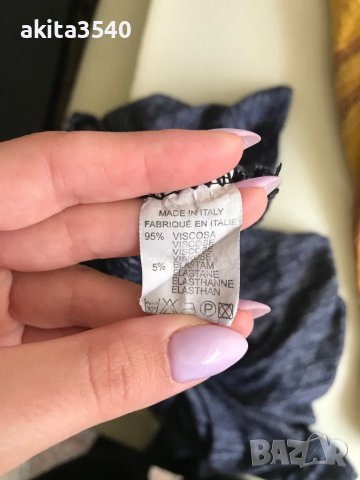 akita3540
MADE IN ITALY
FABRIQUÉ EN ITALIE
95% VISCOSA
VISCOSE
VISCOSE
5% ELASTAM
ELASTANE
ELASTHANNE
ELASTHAN
P
BAZAR